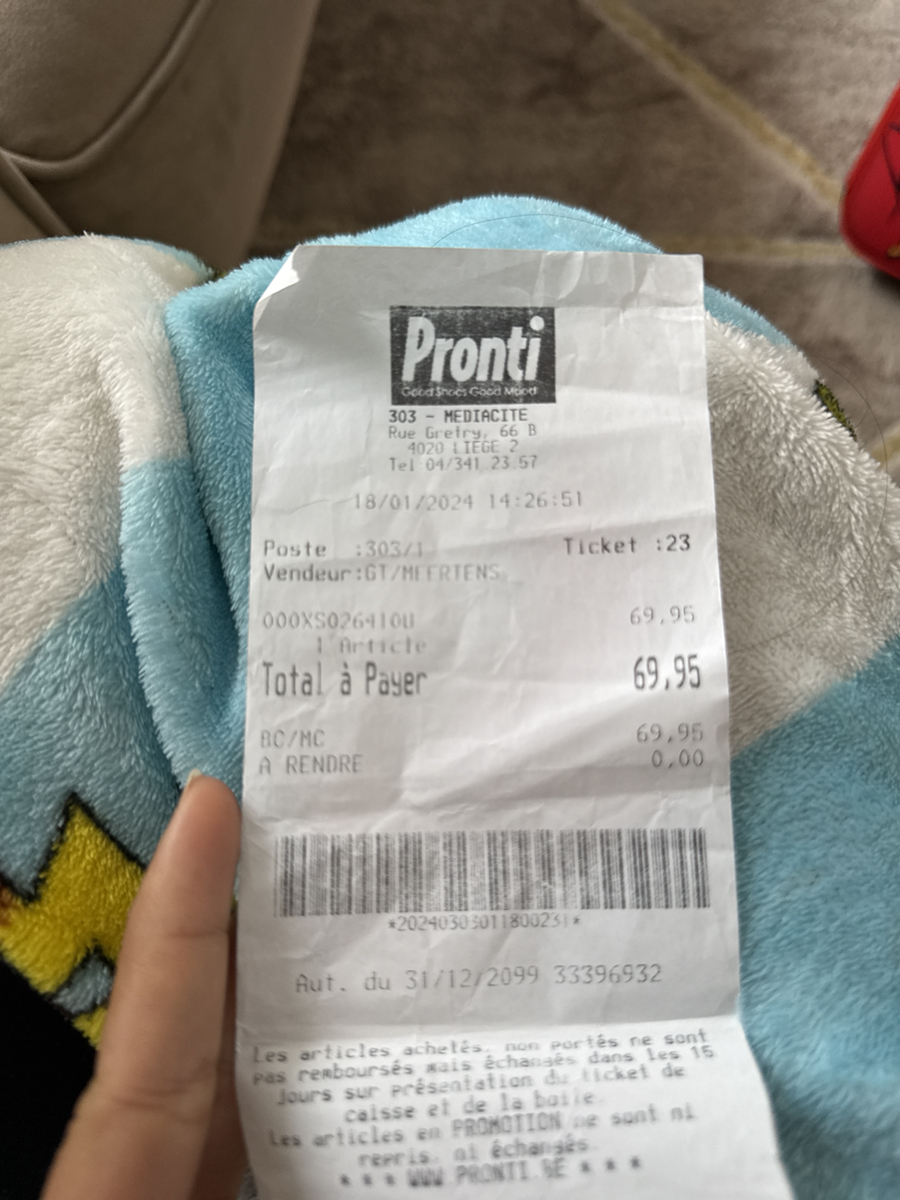 Pronti
Good Shoes Good Mood
303 - MEDIACITE
Rue Gretry, 66 B
4020 LIEGE 2
Tel 04/341 23.57
18/01/2024 14:26:51
Poste :303/1 Ticket :23
Vendeur:GT/MEERTENS
000XS026410U 69,95
1 Article
Total à Payer 69,95
BC/MC 69,95
A RENDRE 0,00
*20240303011800231*
Aut. du 31/12/2099 33396932
Les articles achetés, non portés ne sont
pas remboursés mais échangés dans les 15
jours sur présentation du ticket de
caisse et de la boite.
Les articles en PROMOTION ne sont ni
repris, ni échangés.
* * * WWW.PRONTI.BE * * *